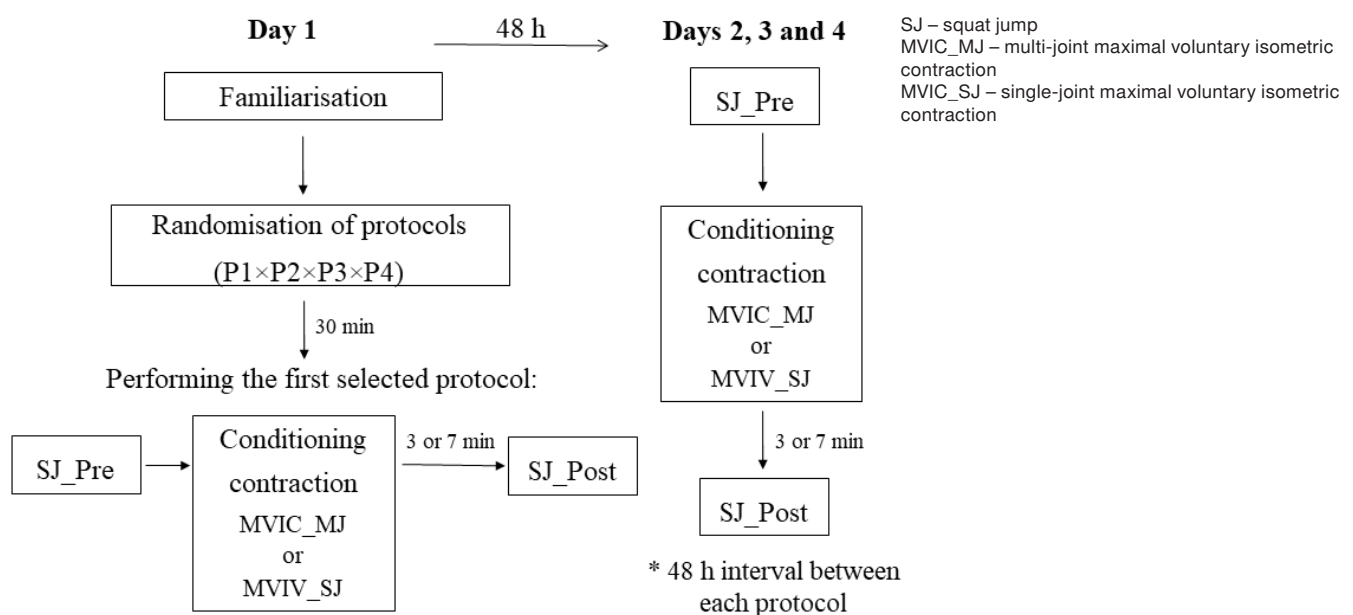 Day 1
48 h
Days 2, 3 and 4
SJ – squat jump
MVIC_MJ – multi-joint maximal voluntary isometric
contraction
MVIC_SJ – single-joint maximal voluntary isometric
contraction
Familiarisation
Randomisation of protocols
(P1×P2×P3×P4)
30 min
Performing the first selected protocol:
SJ_Pre
Conditioning
contraction
MVIC_MJ
or
MVIV_SJ
3 or 7 min
SJ_Post
SJ_Pre
Conditioning
contraction
MVIC_MJ
or
MVIV_SJ
3 or 7 min
SJ_Post
* 48 h interval between
each protocol